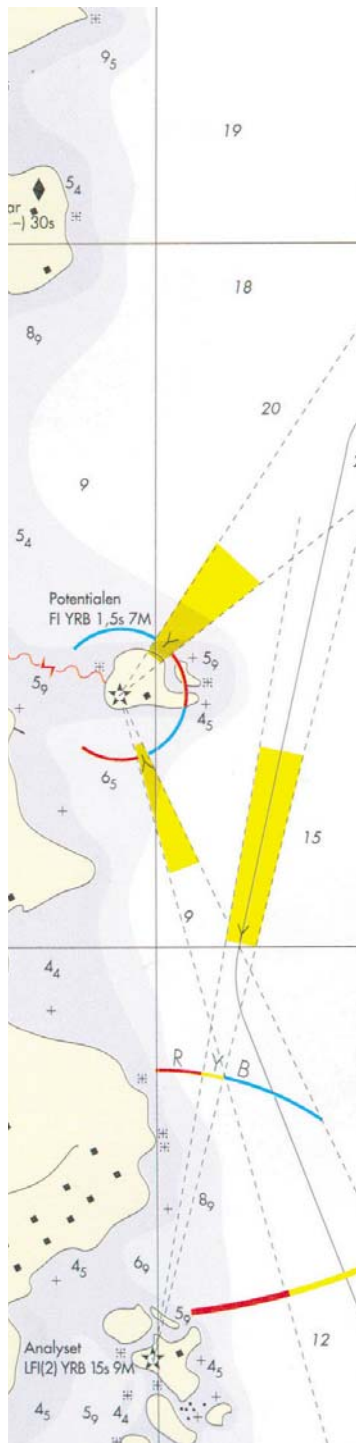 9₅
19
5₄
ar
–) 30s
18
8₉
20
9
5₄
Potentialen
Fl YRB 1,5s 7M
Y
5₉
5₉
4₅
6₅
Y
15
9
Y
4₄
R Y B
8₉
4₅
6₉
5₉
12
Analyset
LFl(2) YRB 15s 9M
4₅
4₅
5₉
4₄